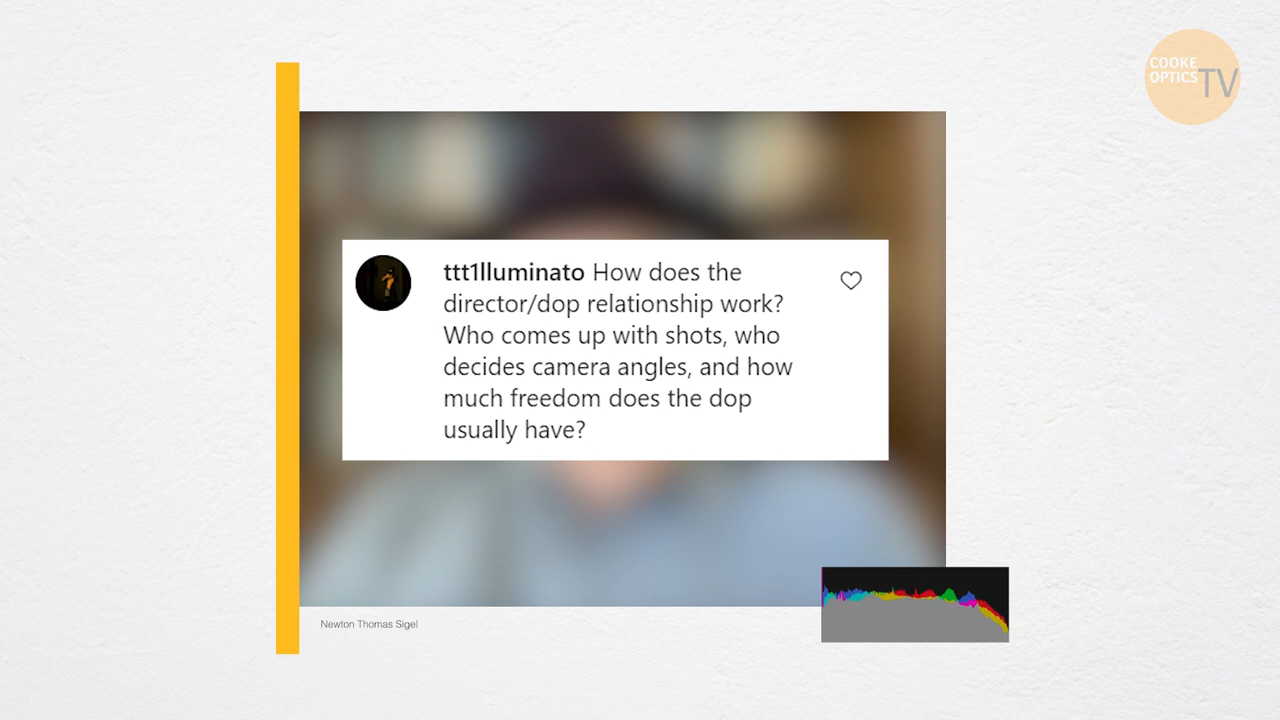 COOKE
OPTICS TV
ttt1lluminato How does the
director/dop relationship work?
Who comes up with shots, who
decides camera angles, and how
much freedom does the dop
usually have?
Newton Thomas Sigel